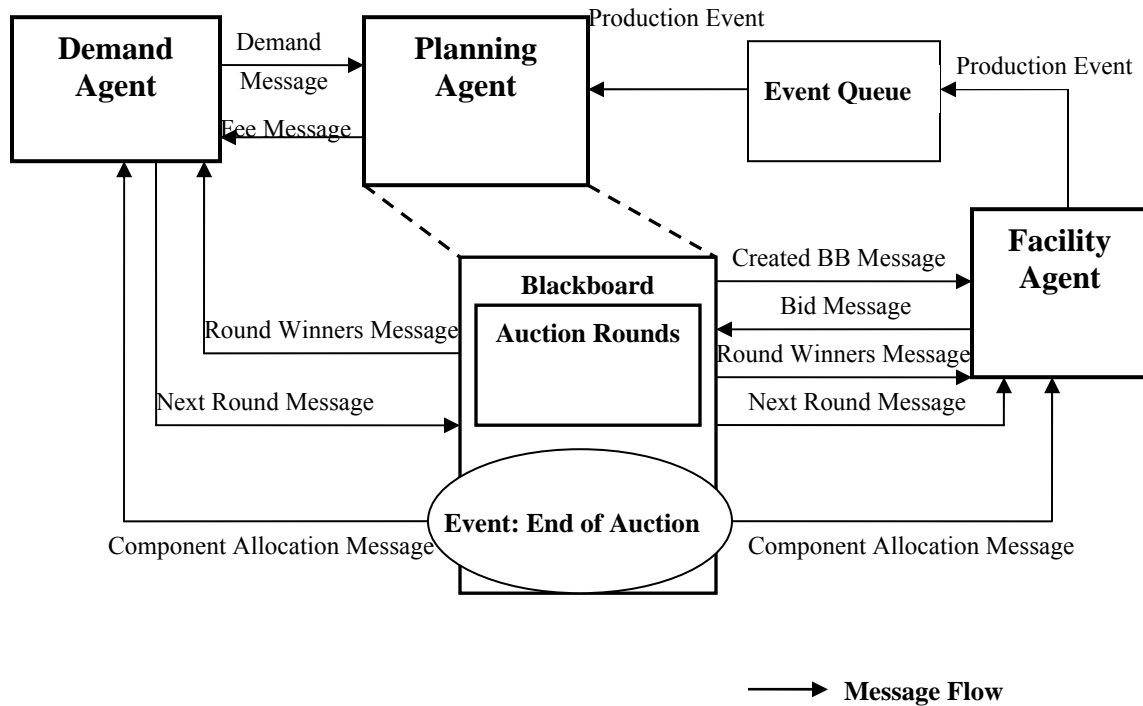 Demand
Agent
Demand
Message
Fee Message
Planning
Agent
Production Event
Event Queue
Production Event
Facility
Agent
Blackboard
Auction Rounds
Created BB Message
Bid Message
Round Winners Message
Round Winners Message
Next Round Message
Next Round Message
Event: End of Auction
Component Allocation Message
Component Allocation Message
Message Flow